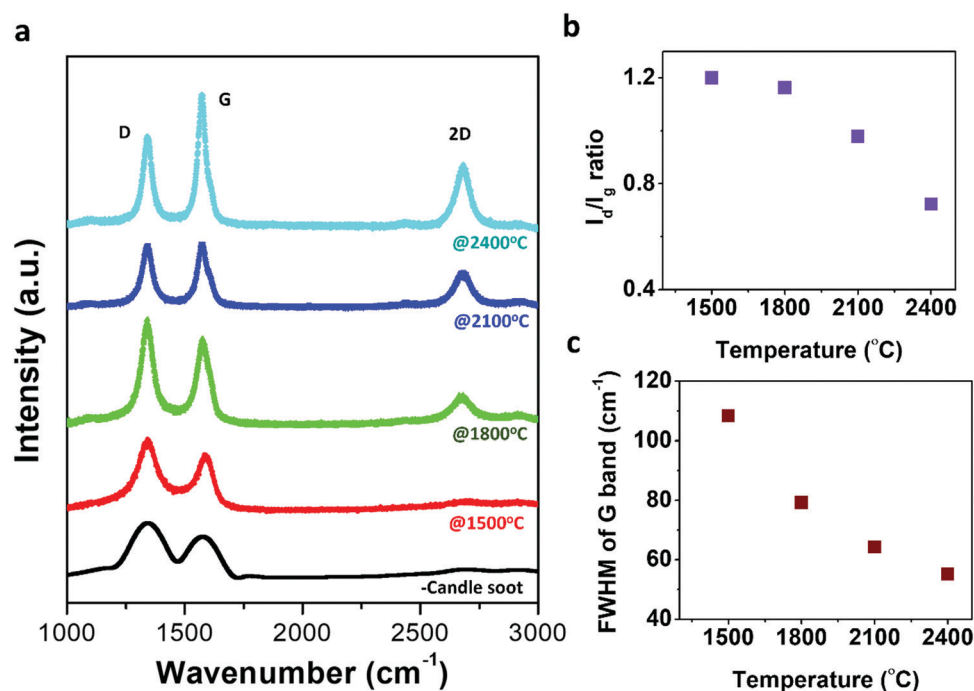 a
D
G
2D
@2400°C
@2100°C
@1800°C
@1500°C
-Candle soot
Intensity (a.u.)
1000 1500 2000 2500 3000
Wavenumber (cm⁻¹)
b
1.2
0.8
0.4
I_d/I_g ratio
1500 1800 2100 2400
Temperature (°C)
c
120
100
80
60
40
FWHM of G band (cm⁻¹)
1500 1800 2100 2400
Temperature (°C)